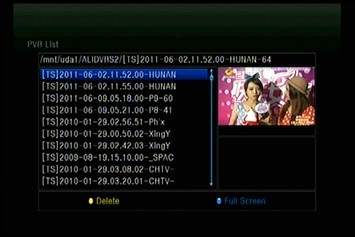 PVR List
/mnt/uda1/ALIDVRS2/[TS]2011-06-02.11.52.00-HUNAN-64
[TS]2011-06-02.11.52.00-HUNAN
[TS]2011-06-02.11.55.00-HUNAN
[TS]2011-06-09.05.18.00-P9-60
[TS]2011-06-09.05.21.00-P8-41
[TS]2010-01-29.02.56.51-Ph'x
[TS]2010-01-29.00.50.02-XingY
[TS]2010-01-29.02.42.03-XingY
[TS]2009-08-19.15.10.00-_SPAC
[TS]2010-01-29.03.08.02-CHTV-
[TS]2010-01-29.03.20.01-CHTV-
Delete
Full Screen